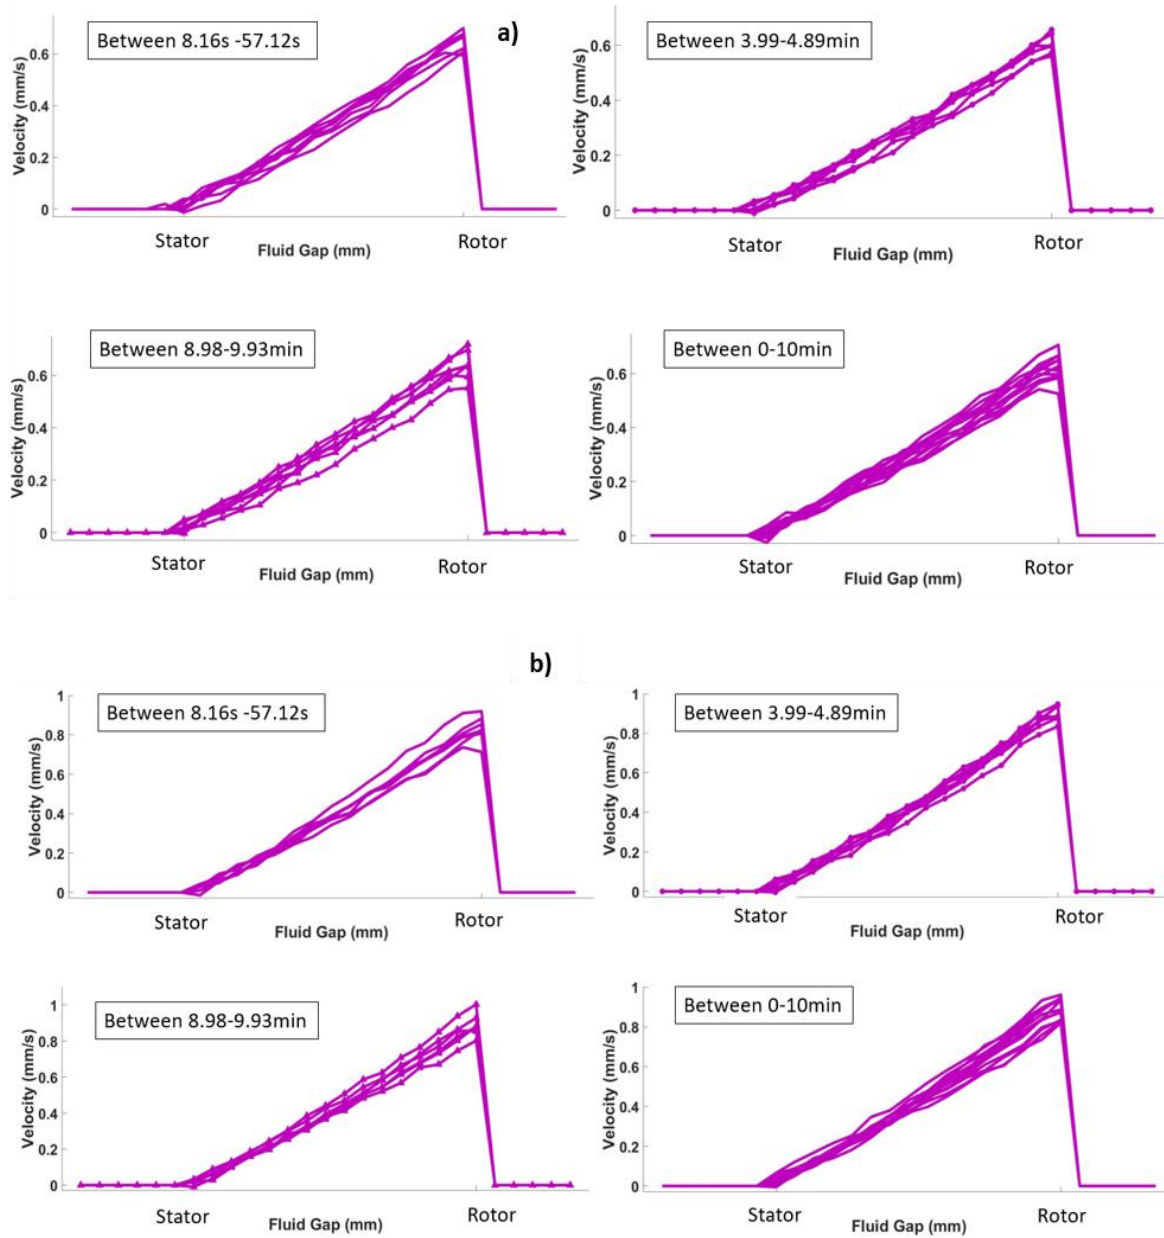 a)
Between 8.16s -57.12s
Velocity (mm/s)
0.6
0.4
0.2
0
Stator
Rotor
Fluid Gap (mm)
Between 3.99-4.89min
Velocity (mm/s)
0.6
0.4
0.2
0
Stator
Rotor
Fluid Gap (mm)
Between 8.98-9.93min
Velocity (mm/s)
0.6
0.4
0.2
0
Stator
Rotor
Fluid Gap (mm)
Between 0-10min
Velocity (mm/s)
0.6
0.4
0.2
0
Stator
Rotor
Fluid Gap (mm)
b)
Between 8.16s -57.12s
Velocity (mm/s)
1
0.8
0.6
0.4
0.2
0
Stator
Rotor
Fluid Gap (mm)
Between 3.99-4.89min
Velocity (mm/s)
1
0.8
0.6
0.4
0.2
0
Stator
Rotor
Fluid Gap (mm)
Between 8.98-9.93min
Velocity (mm/s)
1
0.8
0.6
0.4
0.2
0
Stator
Rotor
Fluid Gap (mm)
Between 0-10min
Velocity (mm/s)
1
0.8
0.6
0.4
0.2
0
Stator
Rotor
Fluid Gap (mm)